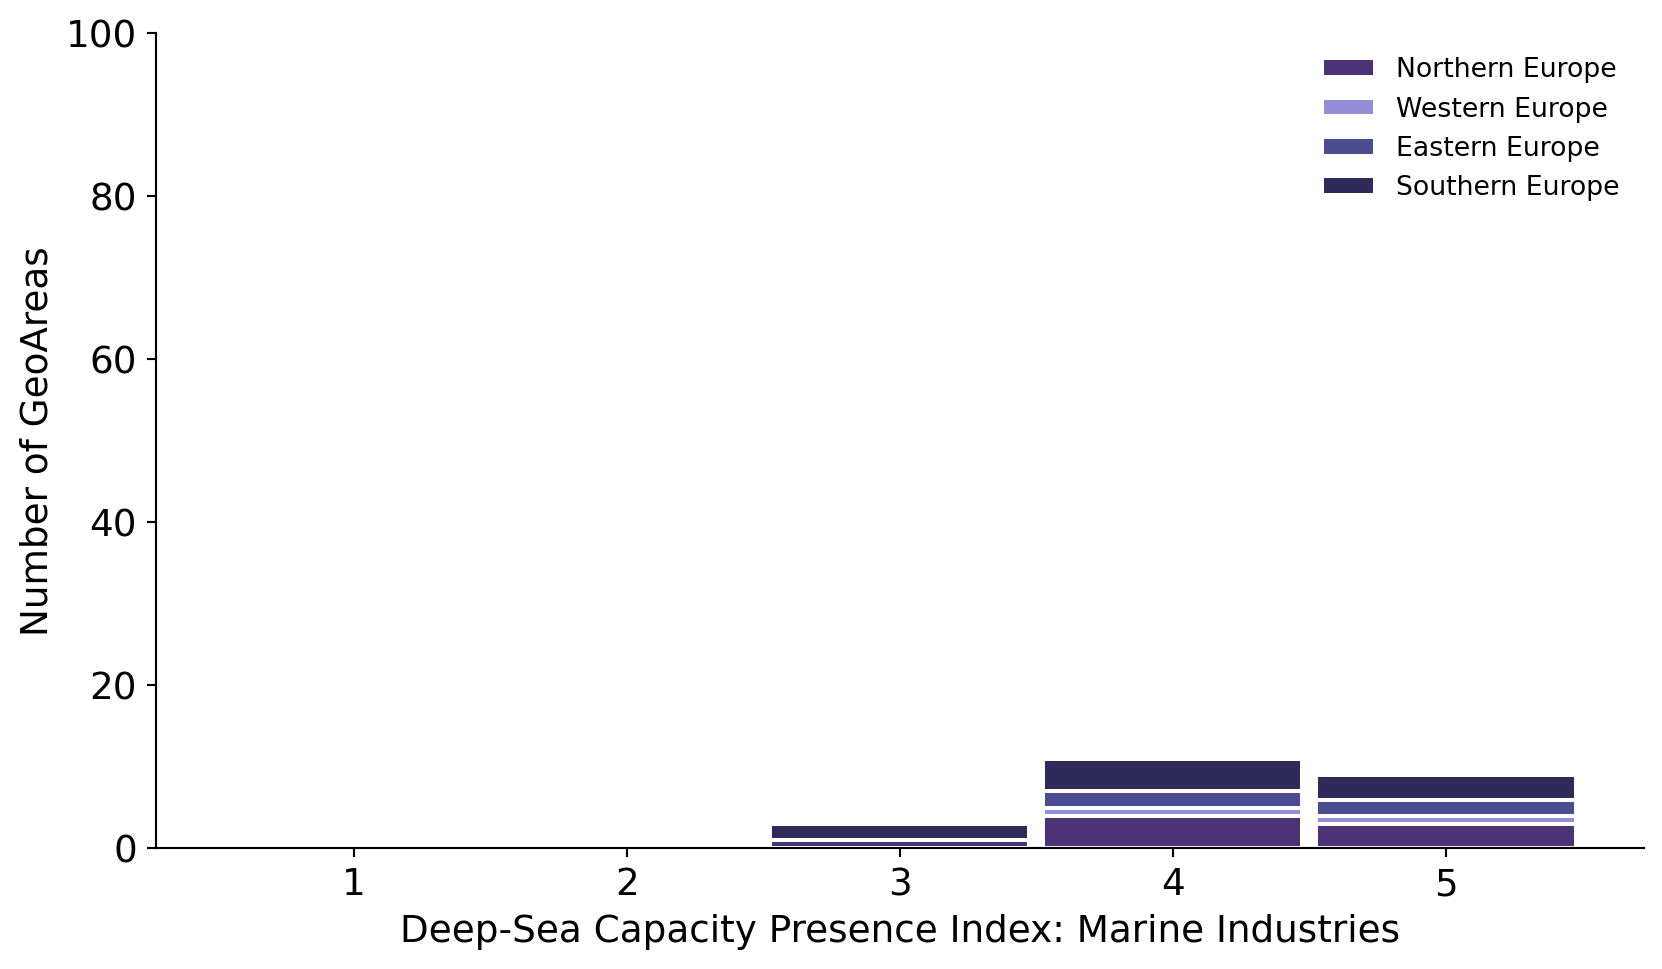 100
80
60
40
20
0
Number of GeoAreas
Northern Europe
Western Europe
Eastern Europe
Southern Europe
1 2 3 4 5
Deep-Sea Capacity Presence Index: Marine Industries